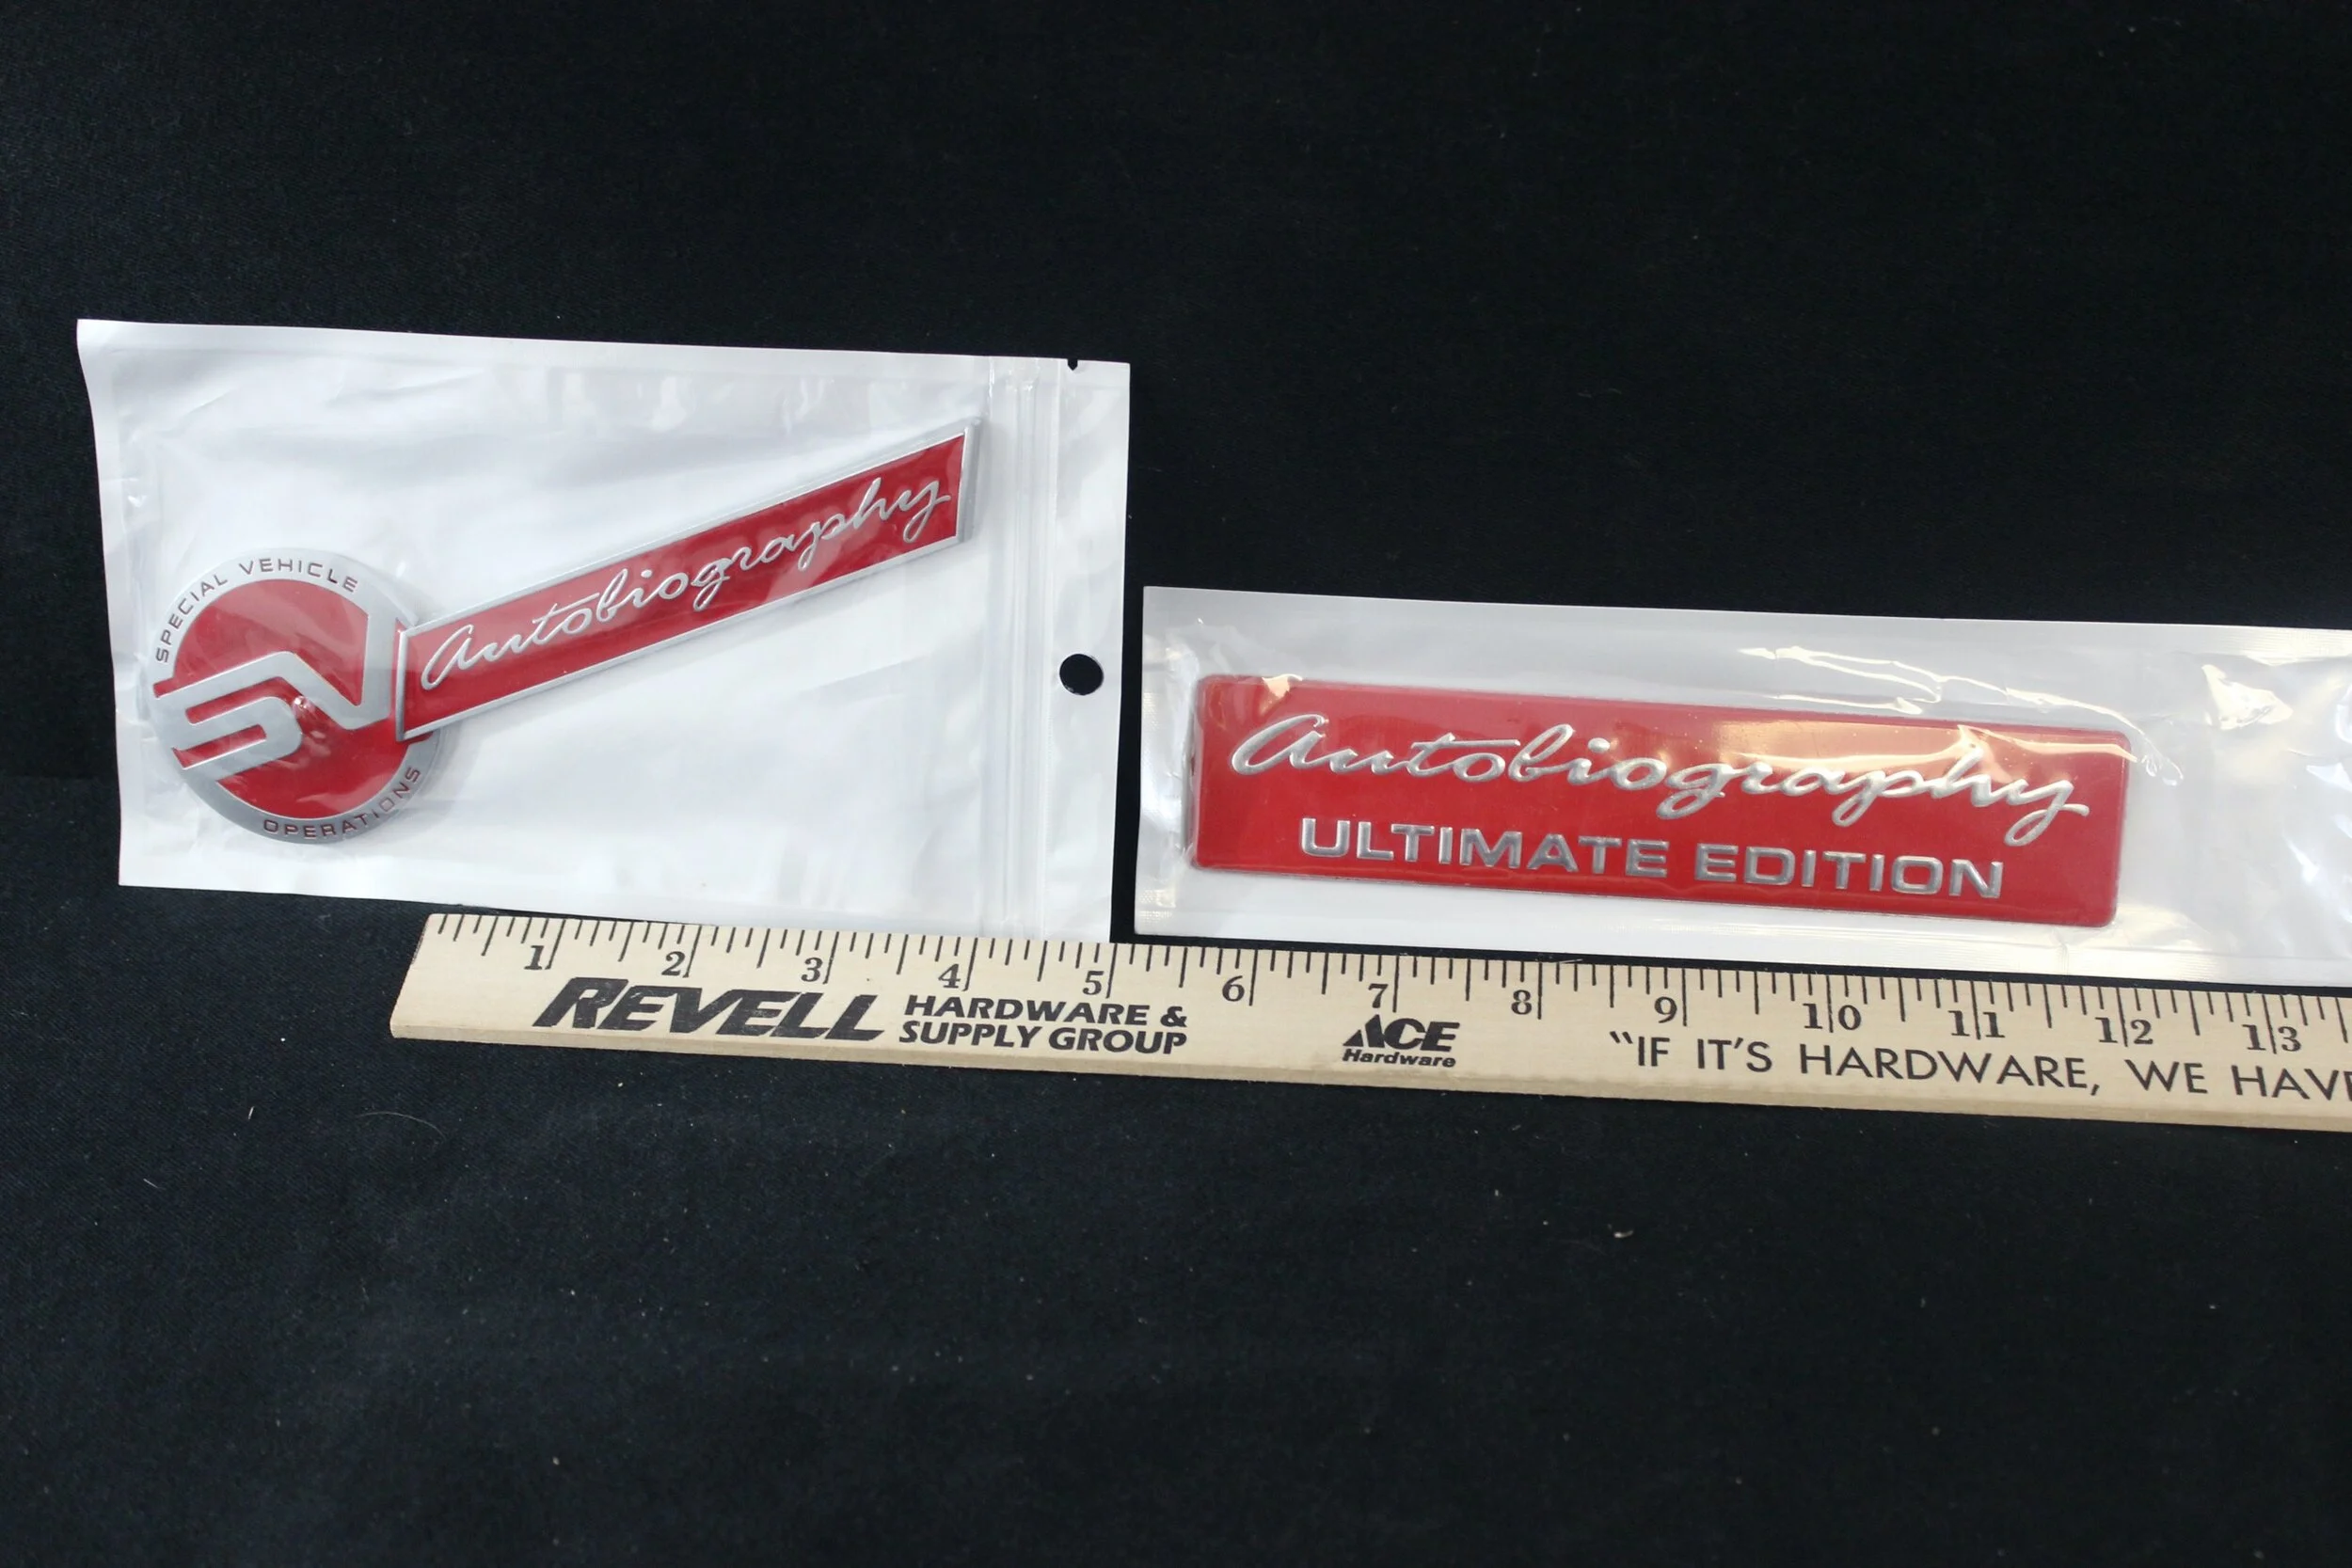 SPECIAL VEHICLE
SV
OPERATIONS
Autobiography
Autobiography
ULTIMATE EDITION
1 2 3 4 5 6 7 8 9 10 11 12 13
REVELL HARDWARE &
SUPPLY GROUP
ACE
Hardware
"IF IT'S HARDWARE, WE HAVE